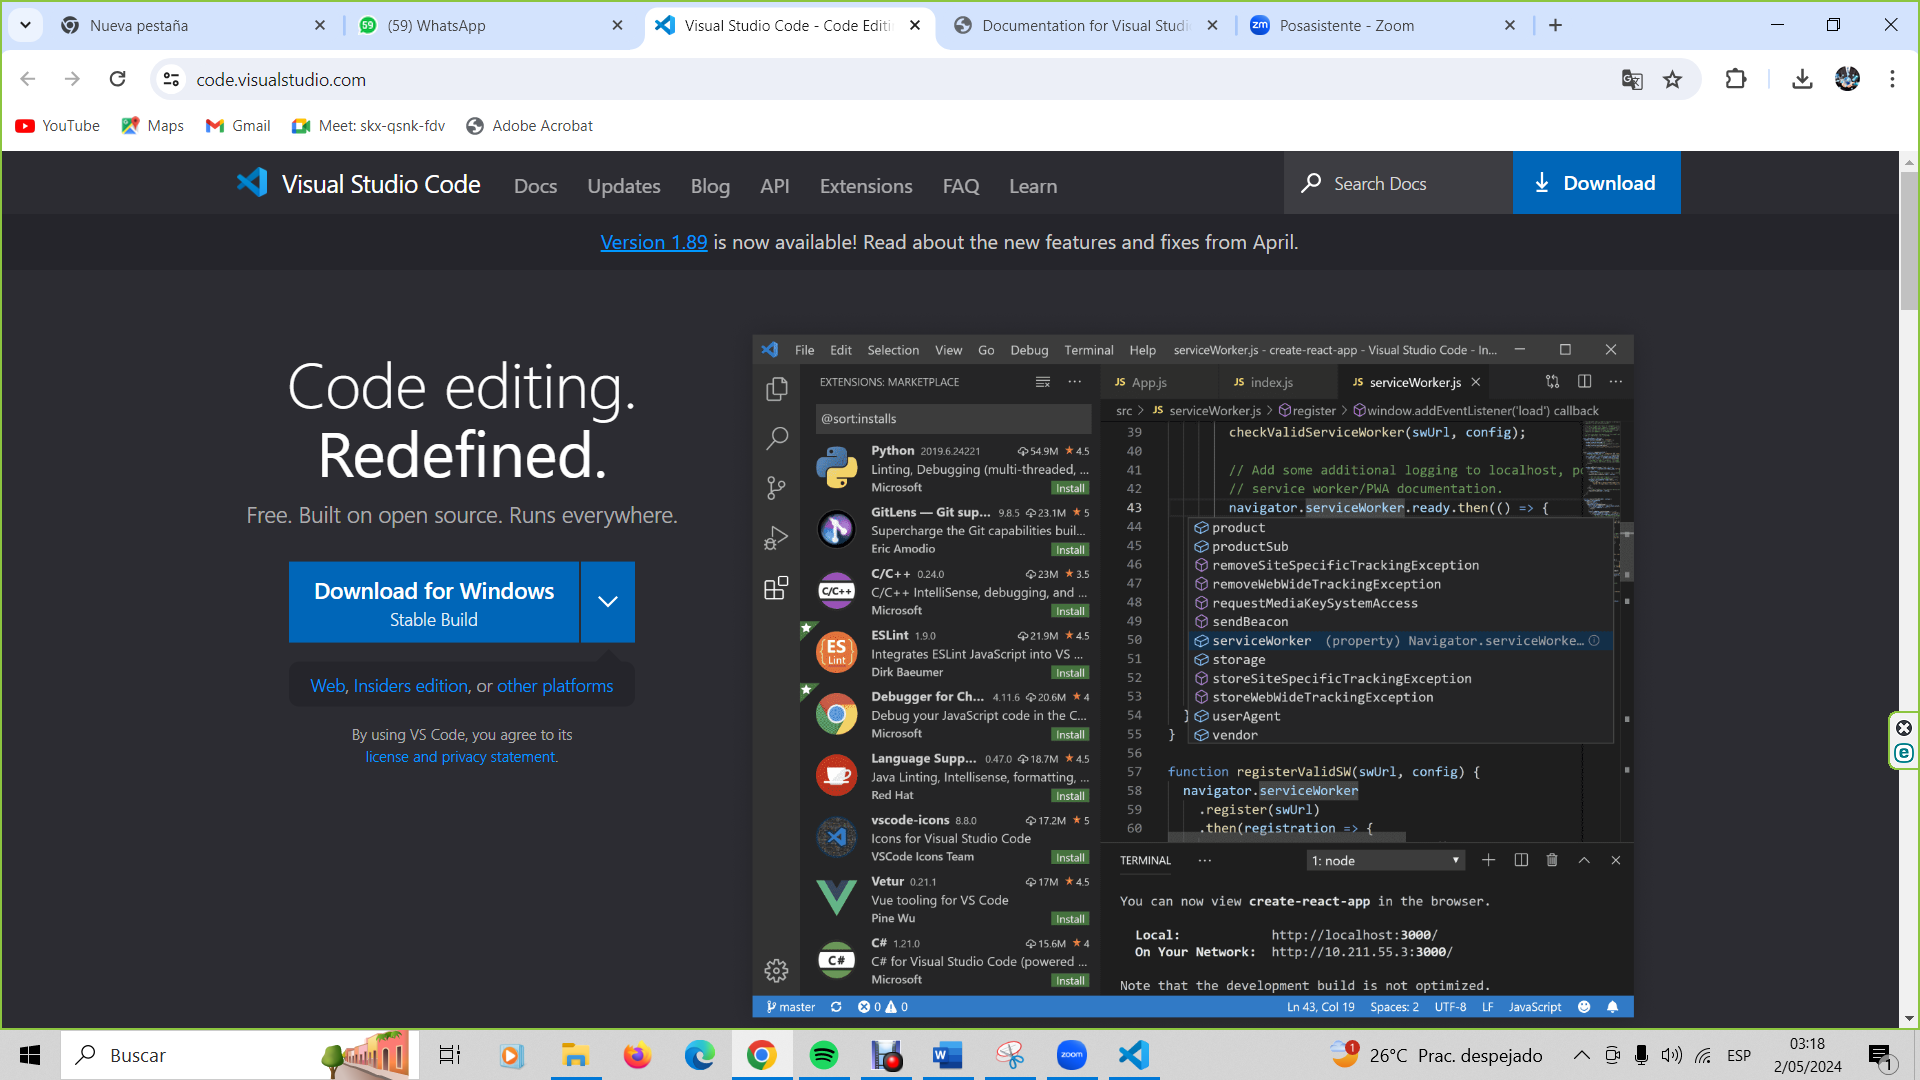 Nueva pestaña
(59) WhatsApp
Visual Studio Code - Code Editi
Documentation for Visual Studi
Posasistente - Zoom
code.visualstudio.com
YouTube
Maps
Gmail
Meet: skx-qsnk-fdv
Adobe Acrobat
Visual Studio Code
Docs
Updates
Blog
API
Extensions
FAQ
Learn
Search Docs
Download
Version 1.89 is now available! Read about the new features and fixes from April.
Code editing.
Redefined.
Free. Built on open source. Runs everywhere.
Download for Windows
Stable Build
Web, Insiders edition, or other platforms
By using VS Code, you agree to its
license and privacy statement.
File Edit Selection View Go Debug Terminal Help serviceWorker.js - create-react-app - Visual Studio Code - In...
EXTENSIONS: MARKETPLACE
@sort:installs
Python 2019.6.24221 54.9M 4.5
Linting, Debugging (multi-threaded, ...
Microsoft Install
GitLens — Git sup... 9.8.5 23.1M 5
Supercharge the Git capabilities buil...
Eric Amodio Install
C/C++ 0.24.0 23M 3.5
C/C++ IntelliSense, debugging, and ...
Microsoft Install
ESLint 1.9.0 21.9M 4.5
Integrates ESLint JavaScript into VS ...
Dirk Baeumer Install
Debugger for Ch... 4.11.6 20.6M 4
Debug your JavaScript code in the C...
Microsoft Install
Language Supp... 0.47.0 18.7M 4.5
Java Linting, Intellisense, formatting, ...
Red Hat Install
vscode-icons 8.8.0 17.2M 5
Icons for Visual Studio Code
VSCode Icons Team Install
Vetur 0.21.1 17M 4.5
Vue tooling for VS Code
Pine Wu Install
C# 1.21.0 15.6M 4
C# for Visual Studio Code (powered ...
Microsoft Install
JS App.js
JS index.js
JS serviceWorker.js
src > JS serviceWorker.js > register > window.addEventListener('load') callback
39 checkValidServiceWorker(swUrl, config);
40
41 // Add some additional logging to localhost, po
42 // service worker/PWA documentation.
43 navigator.serviceWorker.ready.then(() => {
44 product
45 productSub
46 removeSiteSpecificTrackingException
47 removeWebWideTrackingException
48 requestMediaKeySystemAccess
49 sendBeacon
50 serviceWorker (property) Navigator.serviceWorke...
51 storage
52 storeSiteSpecificTrackingException
53 storeWebWideTrackingException
54 } userAgent
55 } vendor
56
57 function registerValidSW(swUrl, config) {
58 navigator.serviceWorker
59 .register(swUrl)
60 .then(registration => {
TERMINAL ... 1: node
You can now view create-react-app in the browser.
Local: http://localhost:3000/
On Your Network: http://10.211.55.3:3000/
Note that the development build is not optimized.
master 0 0 Ln 43, Col 19 Spaces: 2 UTF-8 LF JavaScript
Buscar
26°C Prac. despejado
ESP
03:18
2/05/2024